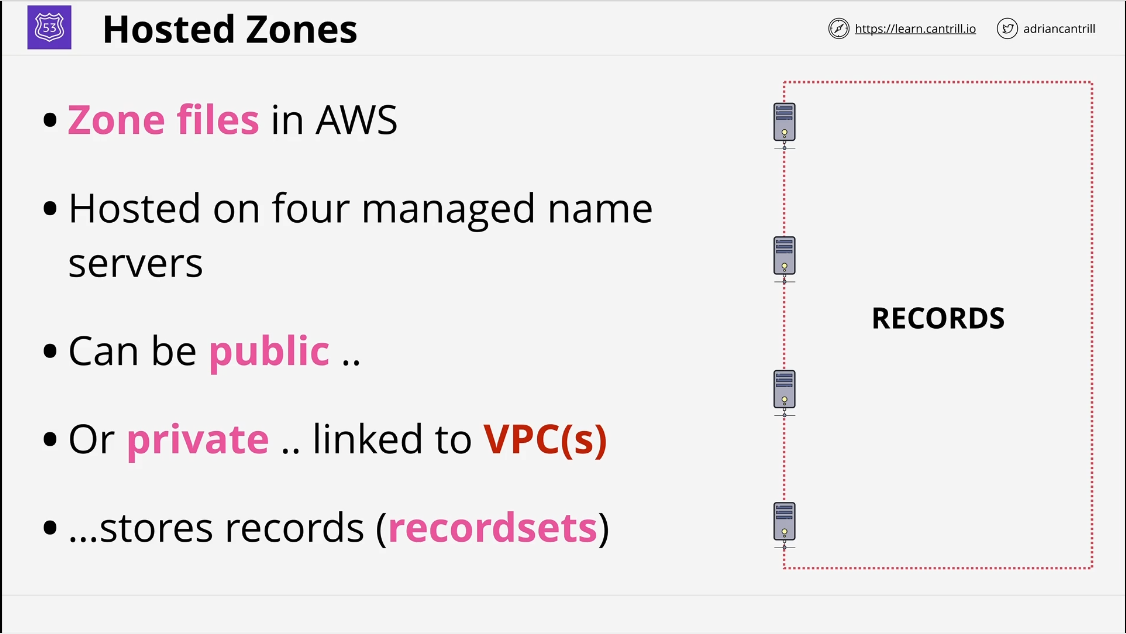 53
Hosted Zones
https://learn.cantrill.io
adriancantrill
• Zone files in AWS
• Hosted on four managed name
servers
• Can be public ..
• Or private .. linked to VPC(s)
• ...stores records (recordsets)
RECORDS